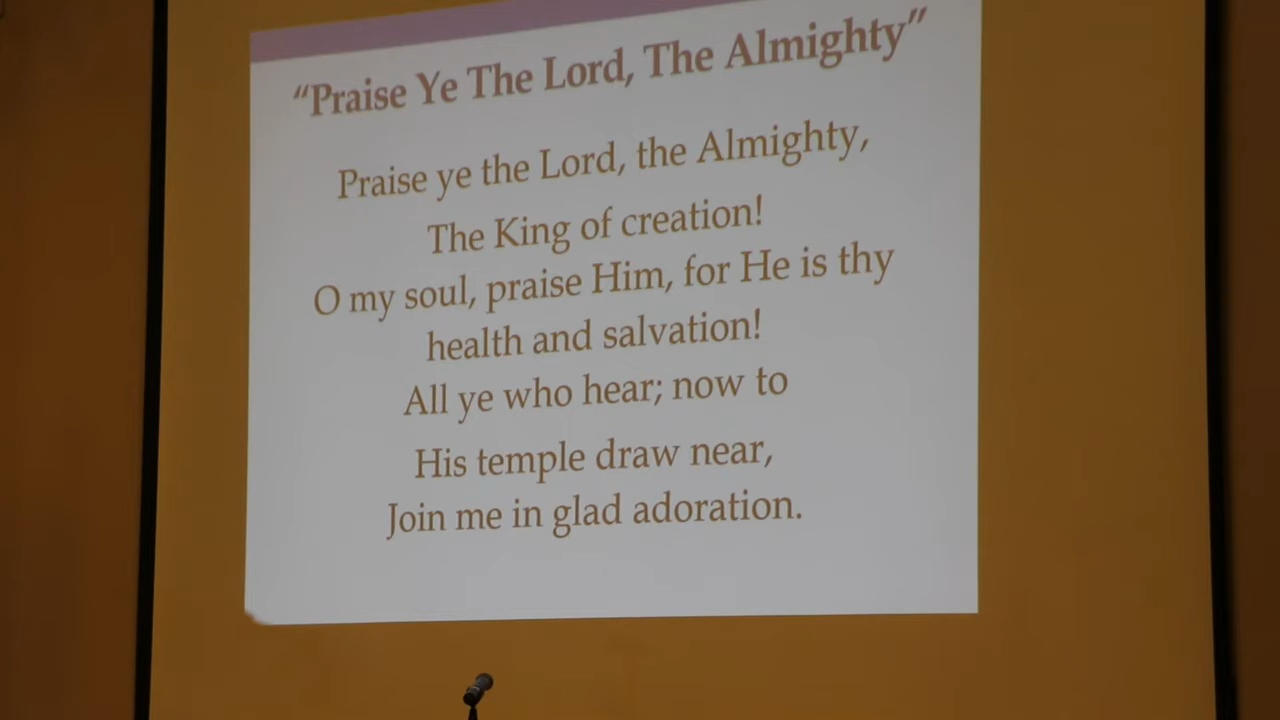 “Praise Ye The Lord, The Almighty”
Praise ye the Lord, the Almighty,
The King of creation!
O my soul, praise Him, for He is thy
health and salvation!
All ye who hear; now to
His temple draw near,
Join me in glad adoration.